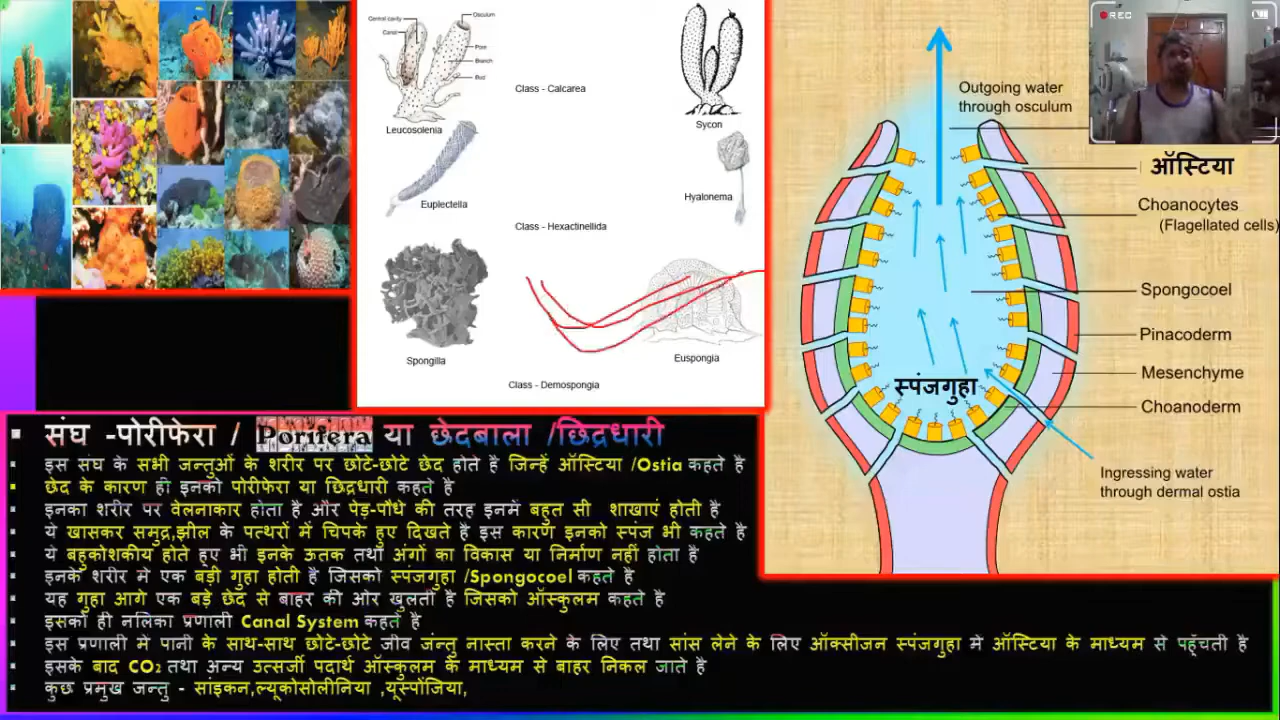 Central cavity
Osculum
Canal
Pore
Branch
Bud
Class - Calcarea
Leucosolenia
Sycon
Euplectella
Hyalonema
Class - Hexactinellida
Spongilla
Euspongia
Class - Demospongia
REC
Outgoing water
through osculum
ऑस्टिया
Choanocytes
(Flagellated cells)
Spongocoel
Pinacoderm
स्पंजगुहा
Mesenchyme
Choanoderm
Ingressing water
through dermal ostia
संघ -पोरीफेरा / Porifera या छेदबाला /छिद्रधारी
इस संघ के सभी जन्तुओं के शरीर पर छोटे-छोटे छेद होते है जिन्हें ऑस्टिया /Ostia कहते है
छेद के कारण ही इनको पोरीफेरा या छिद्रधारी कहते है
इनका शरीर पर वेलनाकार होता है और पेड़-पौधे की तरह इनमें बहुत सी शाखाएं होती है
ये खासकर समुद्र,झील के पत्थरों में चिपके हुए दिखते है इस कारण इनको स्पंज भी कहते है
ये बहुकोशकीय होते हुए भी इनके ऊतक तथा अंगों का विकास या निर्माण नहीं होता है
इनके शरीर में एक बड़ी गुहा होती है जिसको स्पंजगुहा /Spongocoel कहते है
यह गुहा आगे एक बड़े छेद से बाहर की ओर खुलती है जिसको ऑस्कुलम कहते है
इसको ही नलिका प्रणाली Canal System कहते है
इस प्रणाली में पानी के साथ-साथ छोटे-छोटे जीव जंन्तु नास्ता करने के लिए तथा सांस लेने के लिए ऑक्सीजन स्पंजगुहा में ऑस्टिया के माध्यम से पहूँचती है
इसके बाद CO₂ तथा अन्य उत्सर्जी पदार्थ ऑस्कुलम के माध्यम से बाहर निकल जाते है
कुछ प्रमुख जन्तु - सांइकन,ल्यूकोसोलीनिया ,यूस्पोंजिया,